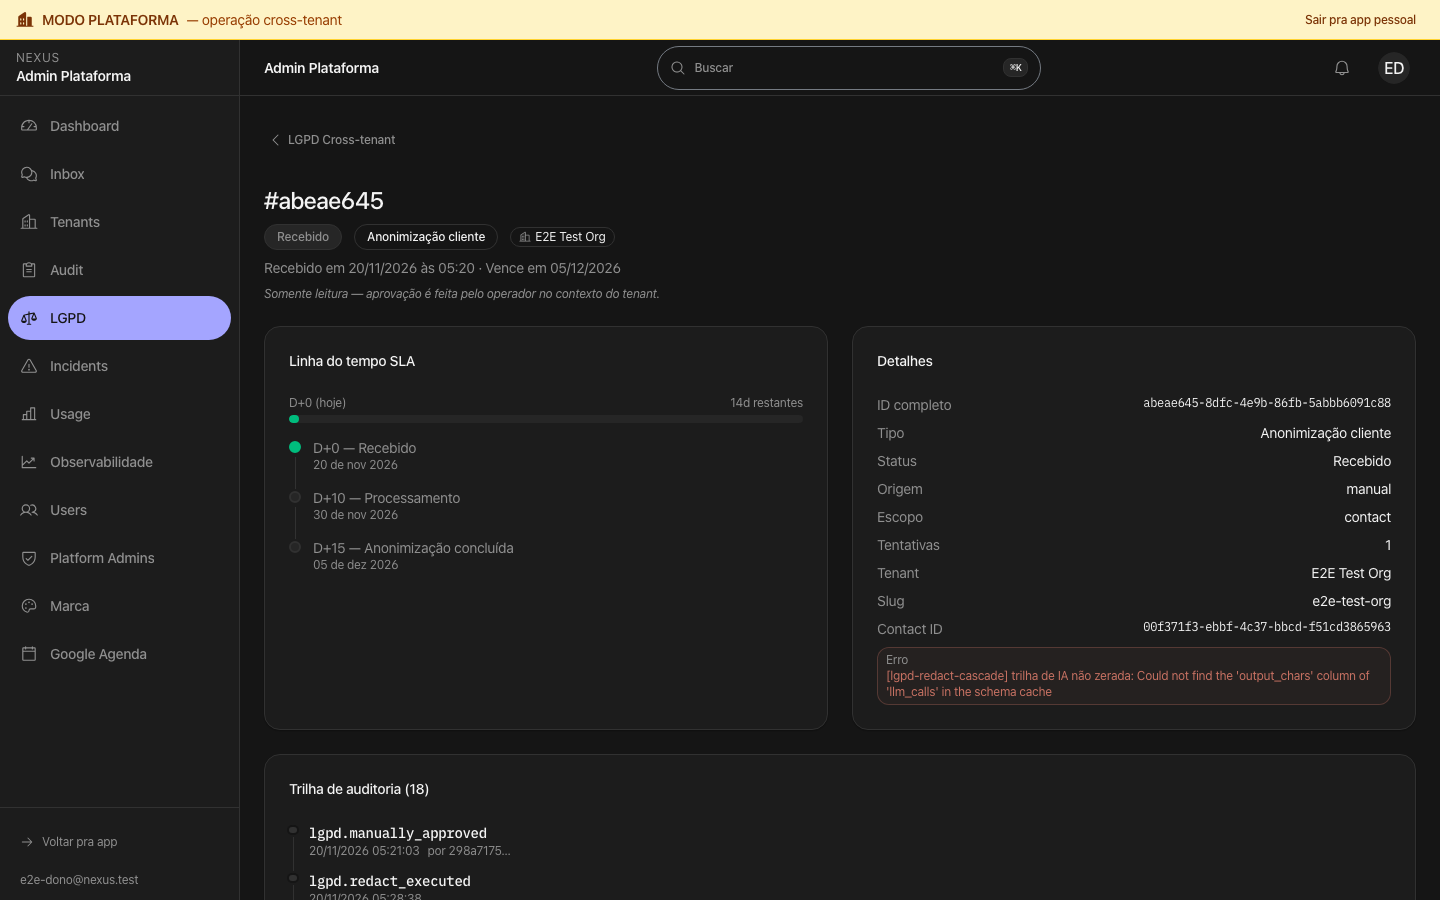 MODO PLATAFORMA — operação cross-tenant
Sair pra app pessoal
NEXUS
Admin Plataforma
Admin Plataforma
Buscar
⌘K
ED
Dashboard
Inbox
Tenants
Audit
LGPD
Incidents
Usage
Observabilidade
Users
Platform Admins
Marca
Google Agenda
Voltar pra app
e2e-dono@nexus.test
LGPD Cross-tenant
#abeae645
Recebido
Anonimização cliente
E2E Test Org
Recebido em 20/11/2026 às 05:20 · Vence em 05/12/2026
Somente leitura — aprovação é feita pelo operador no contexto do tenant.
Linha do tempo SLA
D+0 (hoje)
14d restantes
D+0 — Recebido
20 de nov 2026
D+10 — Processamento
30 de nov 2026
D+15 — Anonimização concluída
05 de dez 2026
Detalhes
ID completo abeae645-8dfc-4e9b-86fb-5abbb6091c88
Tipo Anonimização cliente
Status Recebido
Origem manual
Escopo contact
Tentativas 1
Tenant E2E Test Org
Slug e2e-test-org
Contact ID 00f371f3-ebbf-4c37-bbcd-f51cd3865963
Erro
[lgpd-redact-cascade] trilha de IA não zerada: Could not find the 'output_chars' column of
'llm_calls' in the schema cache
Trilha de auditoria (18)
lgpd.manually_approved
20/11/2026 05:21:03 por 298a7175…
lgpd.redact_executed
20/11/2026 05:28:38